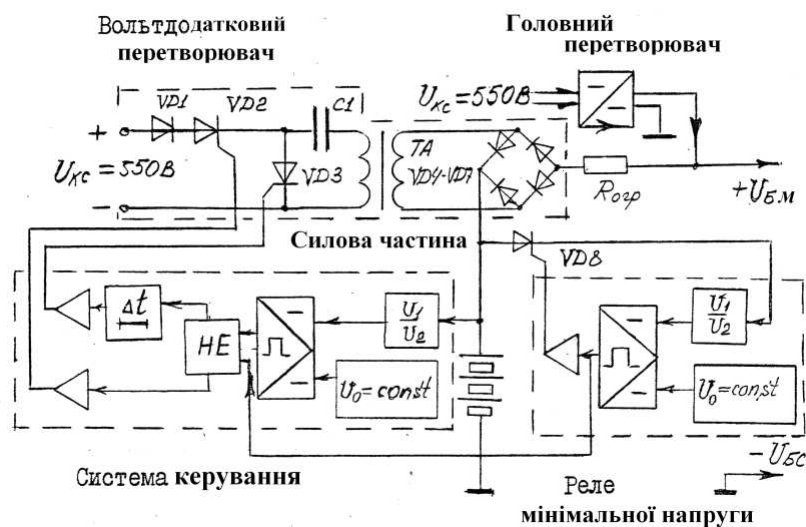 Вольтдодатковий
перетворювач
Головний
перетворювач
VD1
VD2
C1
Uкс=550В
+
Uкс=550В
VD3
TA
VD4-VD7
Rогр
+Uб.м
-
Силова частина
VD8
Δt
НЕ
U1
U2
U0=const
U1
U2
U0=const
Система керування
Реле
мінімальної напруги
-Uбс